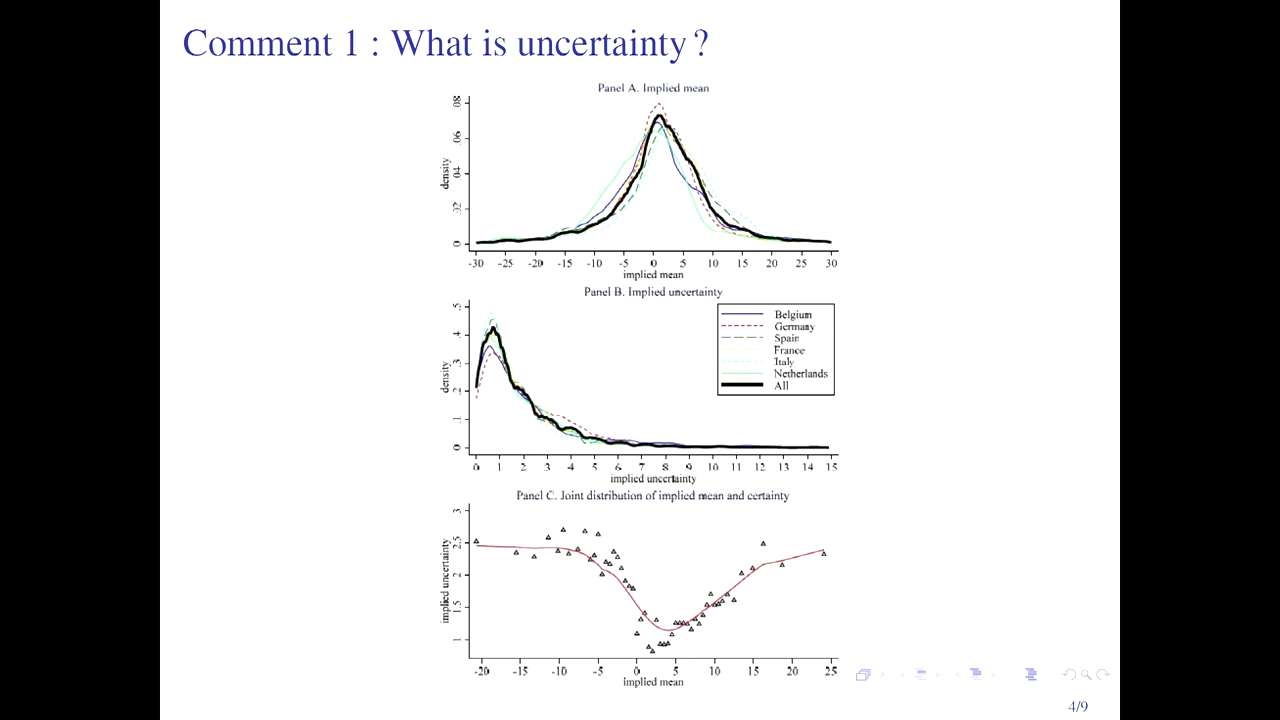 Comment 1 : What is uncertainty ?
Panel A. Implied mean
density
0 .02 .04 .06 .08
-30 -25 -20 -15 -10 -5 0 5 10 15 20 25 30
implied mean
Panel B. Implied uncertainty
density
0 .1 .2 .3 .4 .5
Belgium
Germany
Spain
France
Italy
Netherlands
All
0 1 2 3 4 5 6 7 8 9 10 11 12 13 14 15
implied uncertainty
Panel C. Joint distribution of implied mean and certainty
implied uncertainty
1 1.5 2 2.5 3
-20 -15 -10 -5 0 5 10 15 20 25
implied mean
4/9